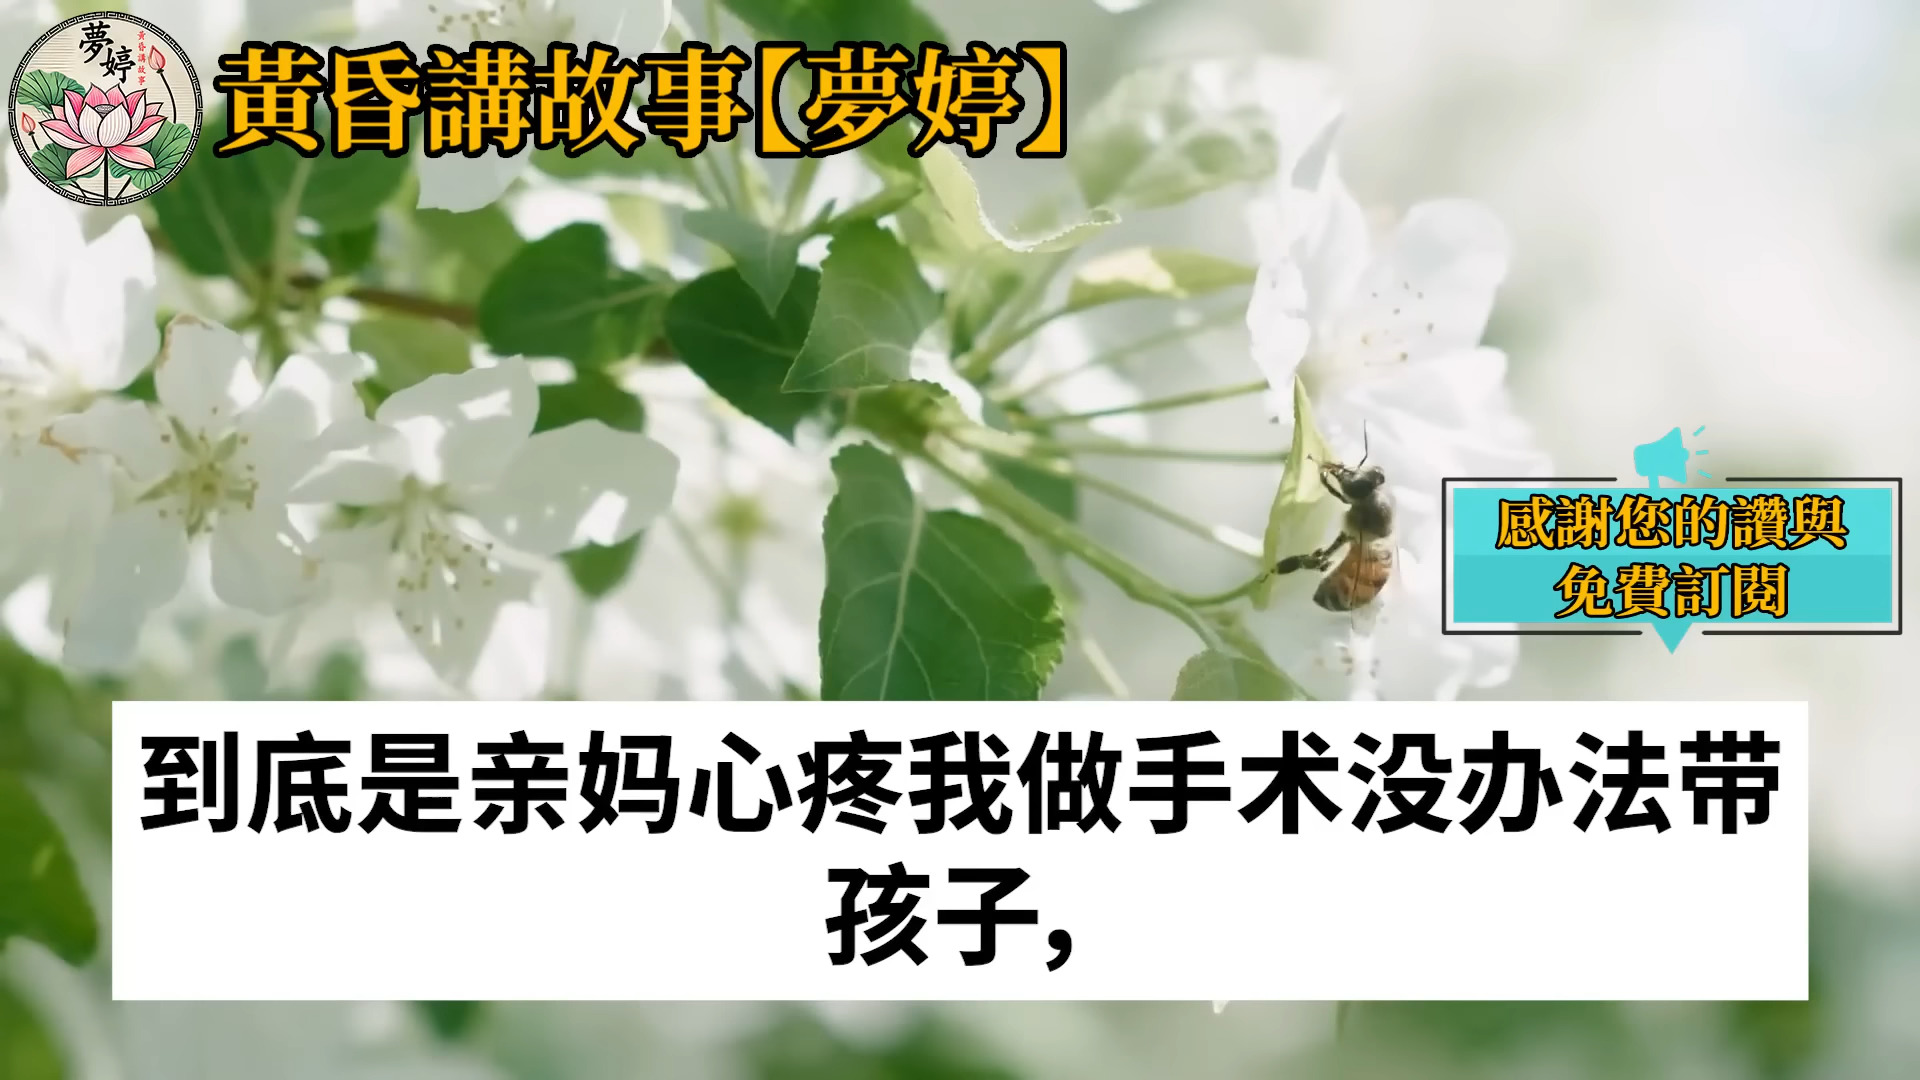 夢婷
黃昏講故事
黃昏講故事【夢婷】
感謝您的讚與
免費訂閱
到底是亲妈心疼我做手术没办法带
孩子,